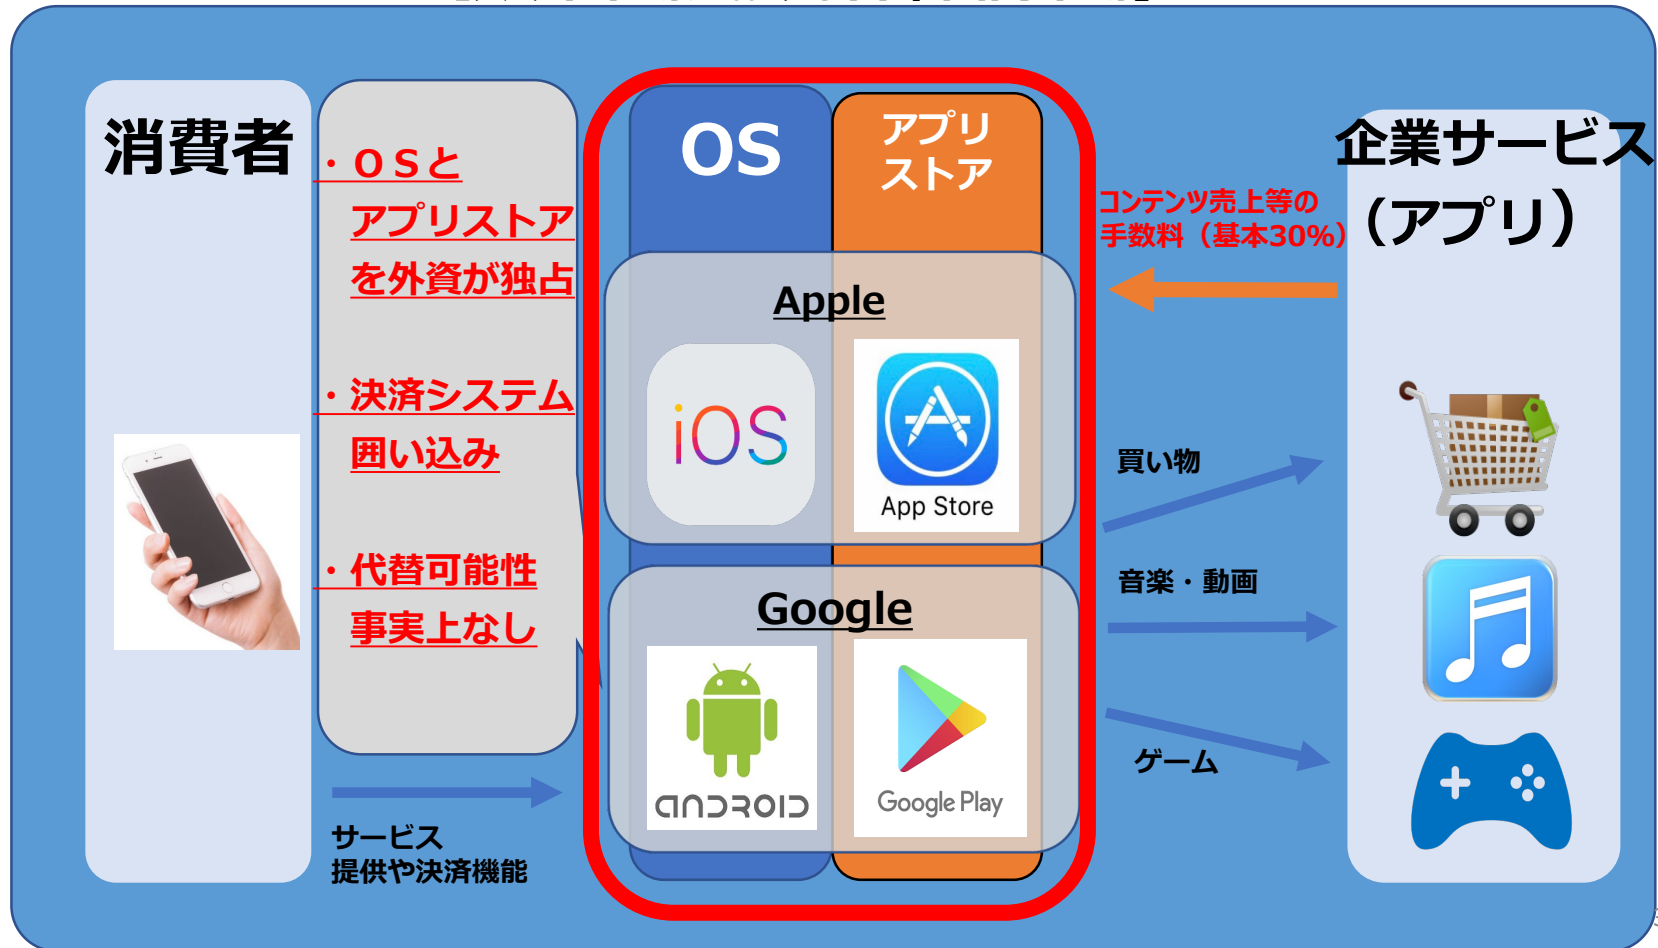 消費者
・ＯＳと
アプリストア
を外資が独占
・決済システム
囲い込み
・代替可能性
事実上なし
サービス
提供や決済機能
OS
アプリ
ストア
Apple
iOS
App Store
Google
ANDROID
Google Play
コンテンツ売上等の
手数料（基本30%）
買い物
音楽・動画
ゲーム
企業サービス
（アプリ）